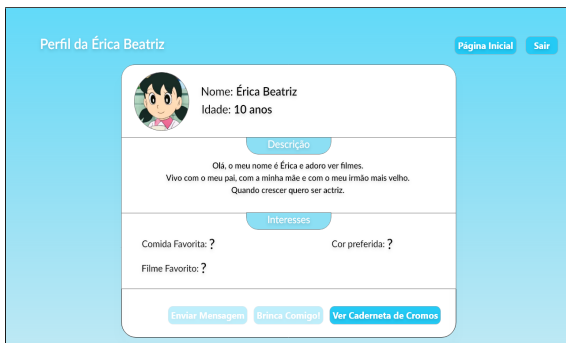 Perfil da Érica Beatriz
Página Inicial
Sair
Nome: Érica Beatriz
Idade: 10 anos
Descrição
Olá, o meu nome é Érica e adoro ver filmes.
Vivo com o meu pai, com a minha mãe e com o meu irmão mais velho.
Quando crescer quero ser actriz.
Interesses
Comida Favorita: ?
Cor preferida: ?
Filme Favorito: ?
Enviar Mensagem
Brinca Comigo!
Ver Caderneta de Cromos